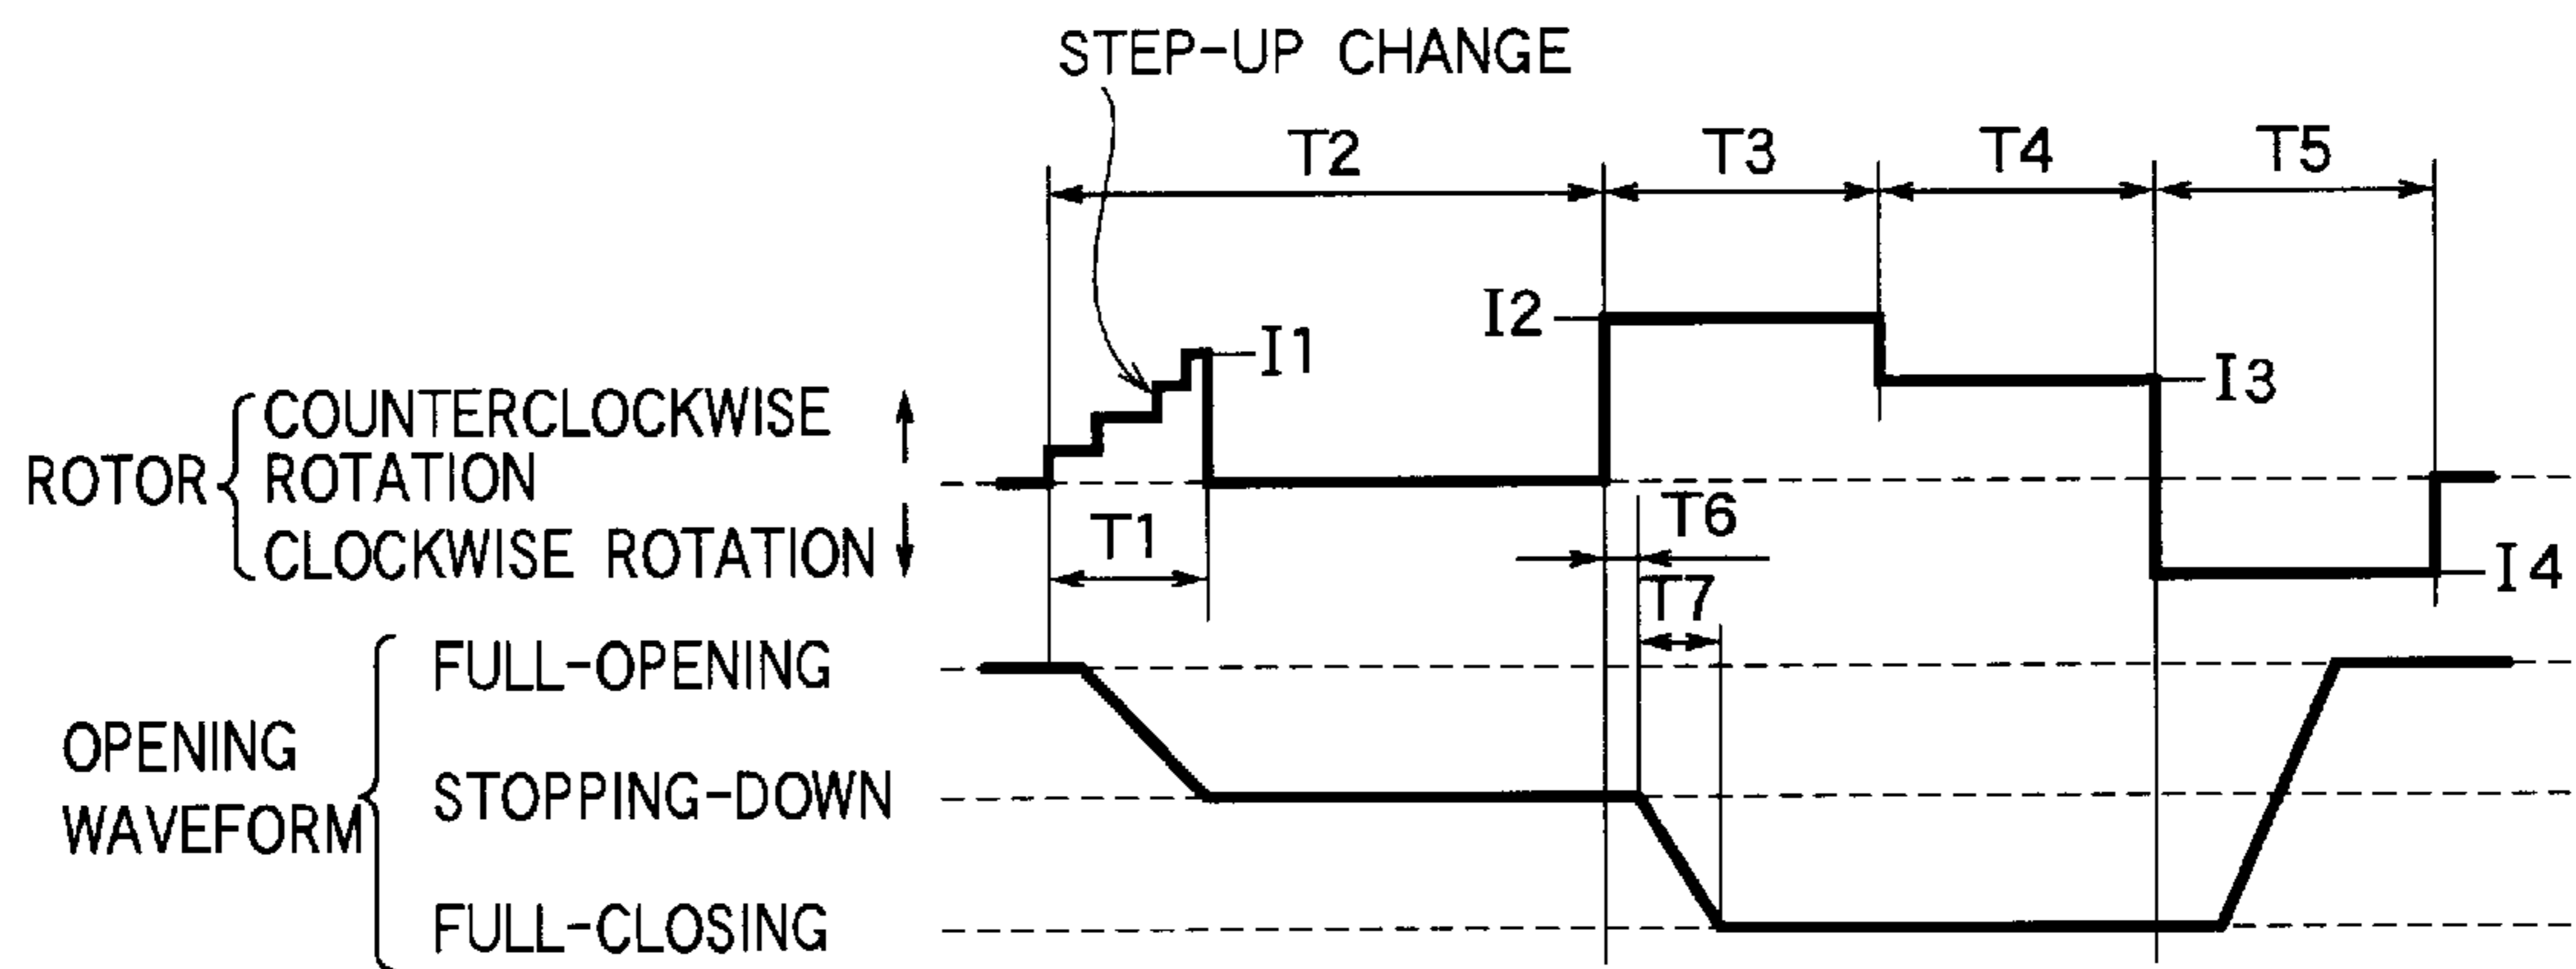 STEP-UP CHANGE
T2
T3
T4
T5
I2
I1
I3
ROTOR
COUNTERCLOCKWISE
ROTATION
CLOCKWISE ROTATION
T1
T6
T7
I4
OPENING
WAVEFORM
FULL-OPENING
STOPPING-DOWN
FULL-CLOSING